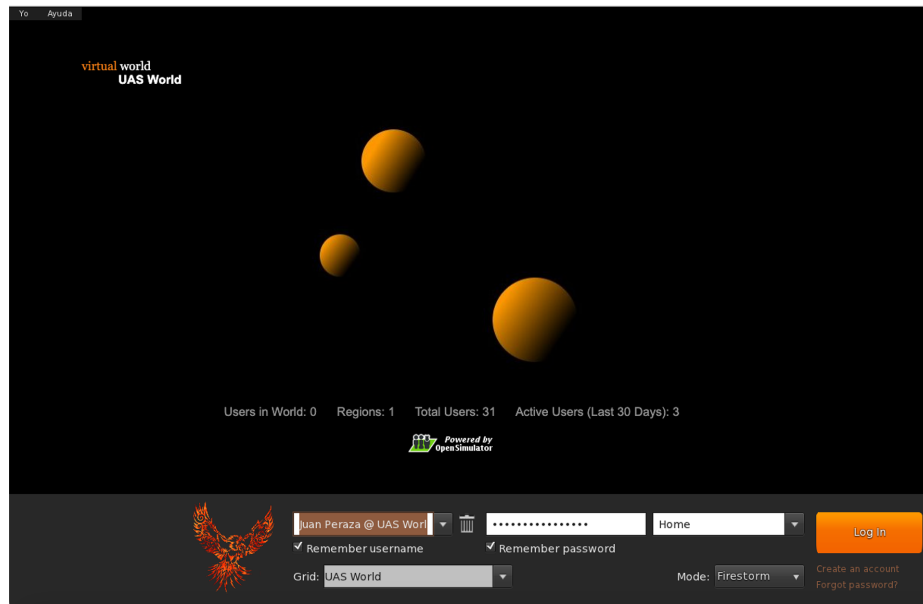 Yo Ayuda
virtual world
UAS World
Users in World: 0 Regions: 1 Total Users: 31 Active Users (Last 30 Days): 3
Powered by
OpenSimulator
Juan Peraza @ UAS Worl
Home
Log In
Remember username
Remember password
Grid: UAS World
Mode: Firestorm
Create an account
Forgot password?